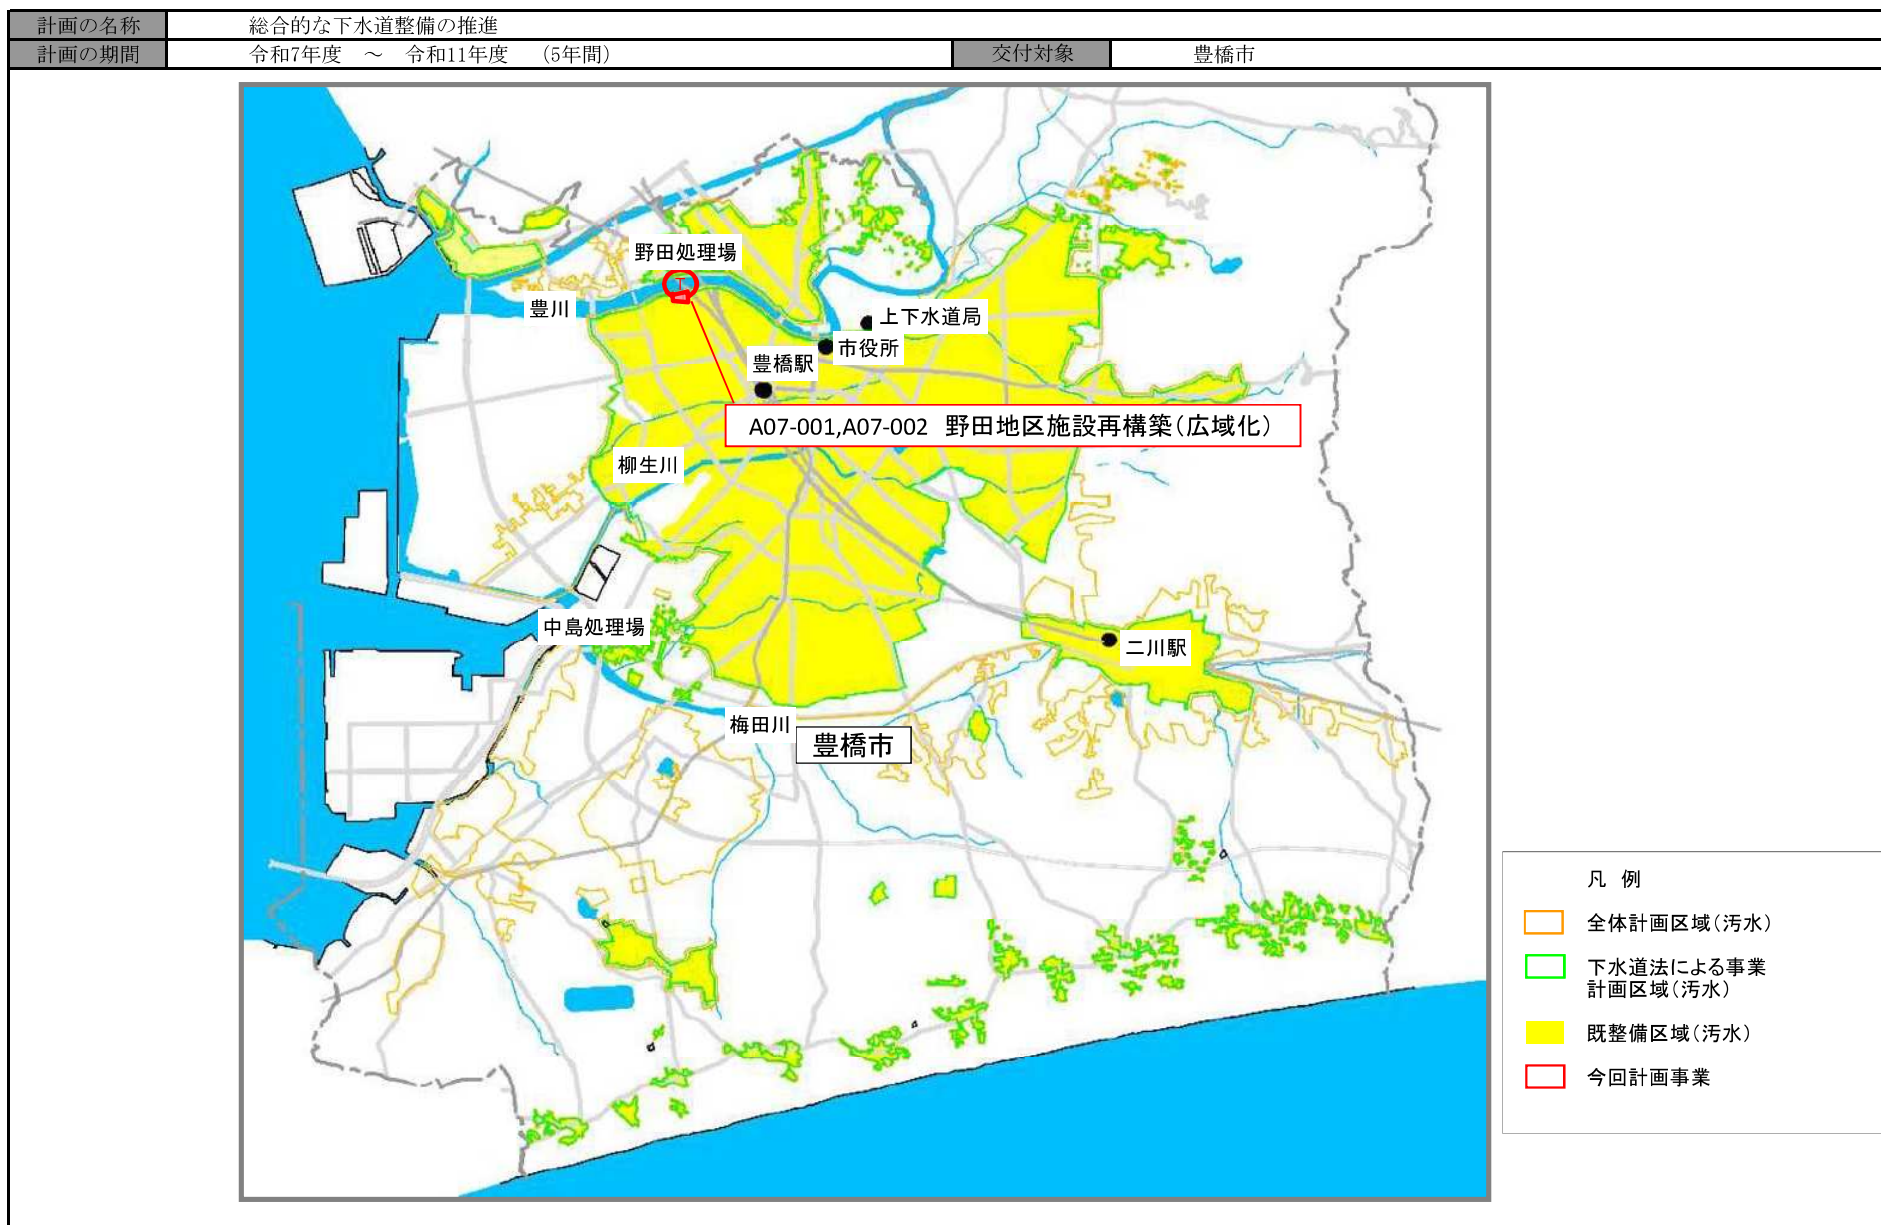 計画の名称 総合的な下水道整備の推進
計画の期間 令和7年度 ～ 令和11年度 （5年間） 交付対象 豊橋市
野田処理場
豊川
上下水道局
市役所
豊橋駅
A07-001,A07-002 野田地区施設再構築（広域化）
柳生川
中島処理場
二川駅
梅田川
豊橋市
凡 例
全体計画区域（汚水）
下水道法による事業
計画区域（汚水）
既整備区域（汚水）
今回計画事業